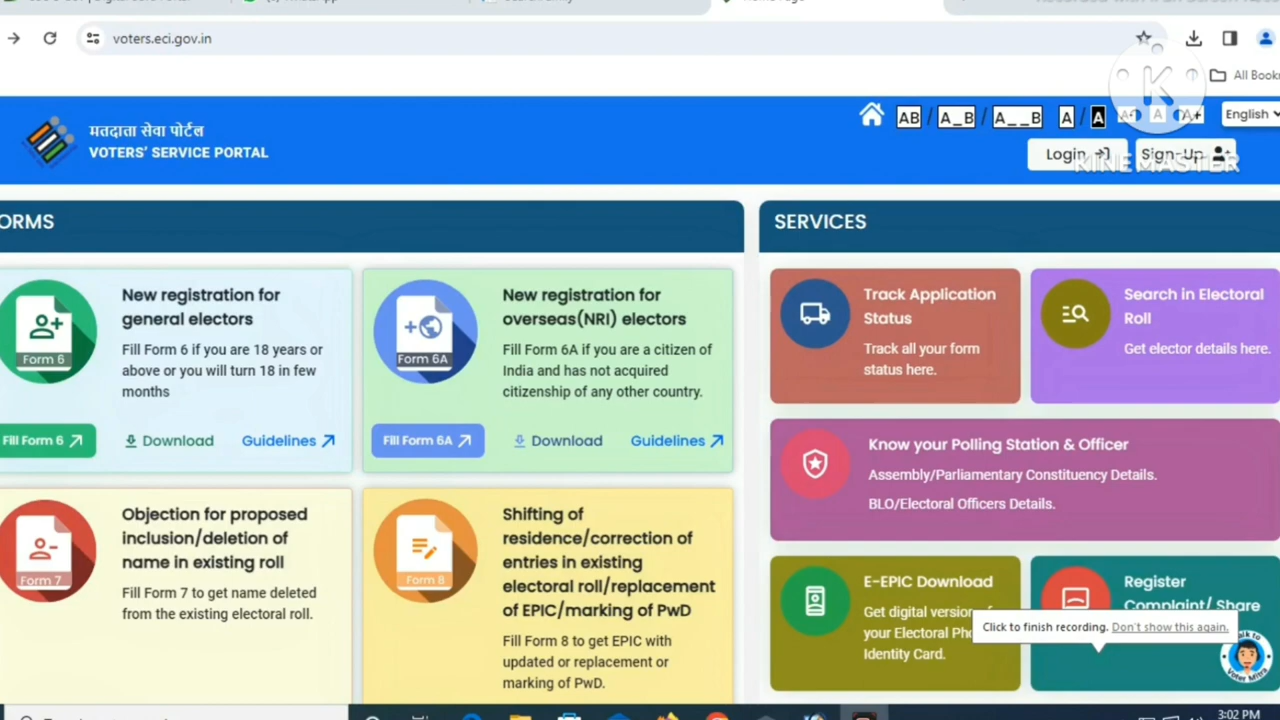 voters.eci.gov.in
All Book
मतदाता सेवा पोर्टल
VOTERS' SERVICE PORTAL
AB / A_B / A__B A / A A A+
English
Login
Sign-Up
KINEMASTER
K
ORMS
New registration for
general electors
Fill Form 6 if you are 18 years or
above or you will turn 18 in few
months
Form 6
Fill Form 6
Download
Guidelines
New registration for
overseas(NRI) electors
Fill Form 6A if you are a citizen of
India and has not acquired
citizenship of any other country.
Form 6A
Fill Form 6A
Download
Guidelines
Objection for proposed
inclusion/deletion of
name in existing roll
Fill Form 7 to get name deleted
from the existing electoral roll.
Form 7
Shifting of
residence/correction of
entries in existing
electoral roll/replacement
of EPIC/marking of PwD
Fill Form 8 to get EPIC with
updated or replacement or
marking of PwD.
Form 8
SERVICES
Track Application
Status
Track all your form
status here.
Search in Electoral
Roll
Get elector details here.
Know your Polling Station & Officer
Assembly/Parliamentary Constituency Details.
BLO/Electoral Officers Details.
E-EPIC Download
Get digital version of
your Electoral Pho
Identity Card.
Register
Complaint/ Share
Click to finish recording. Don't show this again.
Talk to
Voter Mitra
3:02 PM